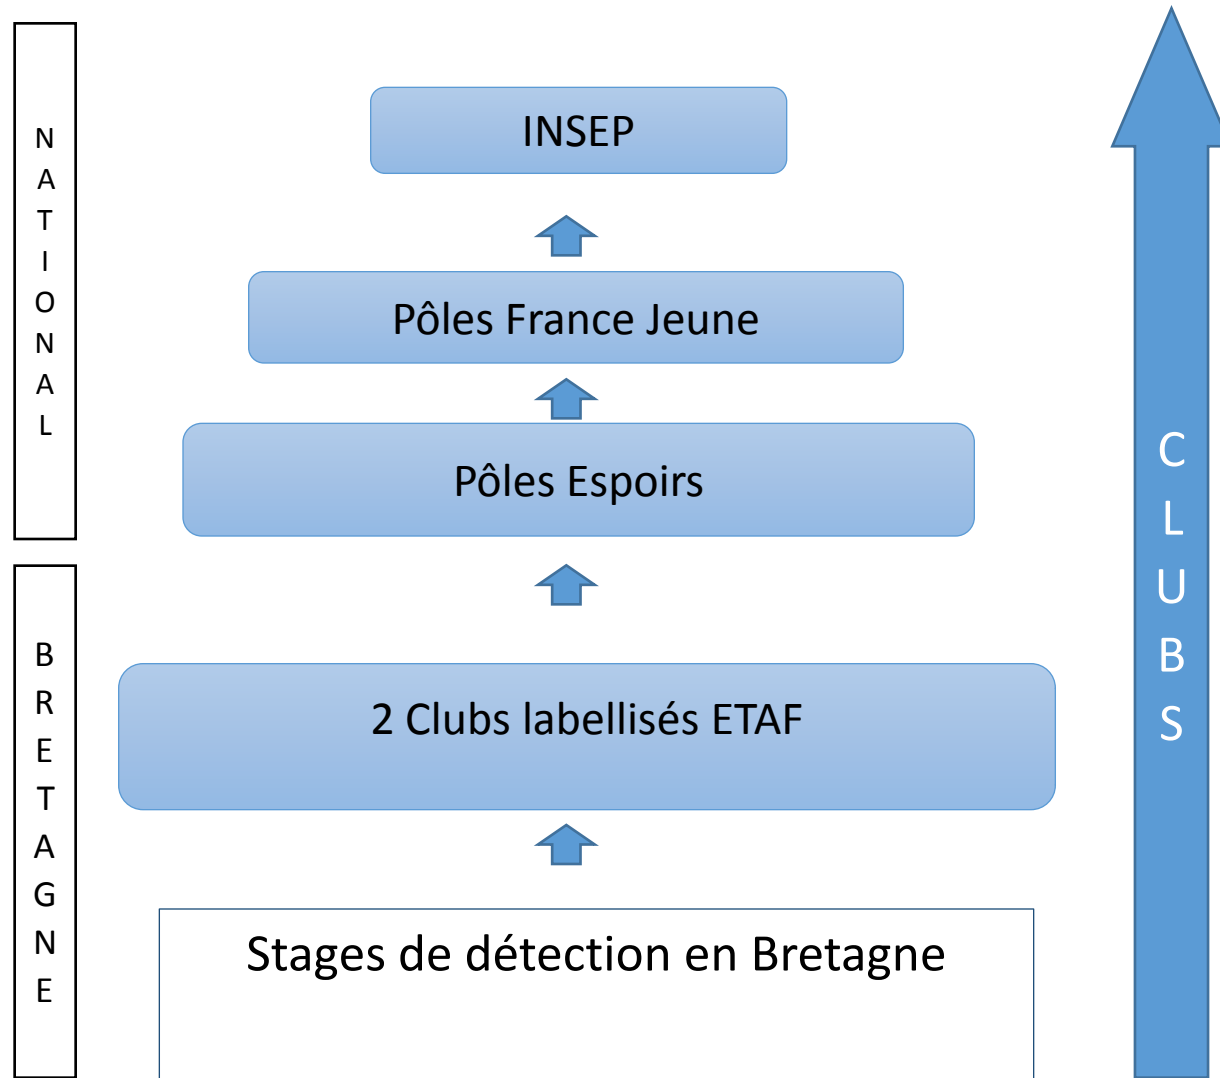 NATIONAL
INSEP
Pôles France Jeune
Pôles Espoirs
BRETAGNE
2 Clubs labellisés ETAF
Stages de détection en Bretagne
CLUBS